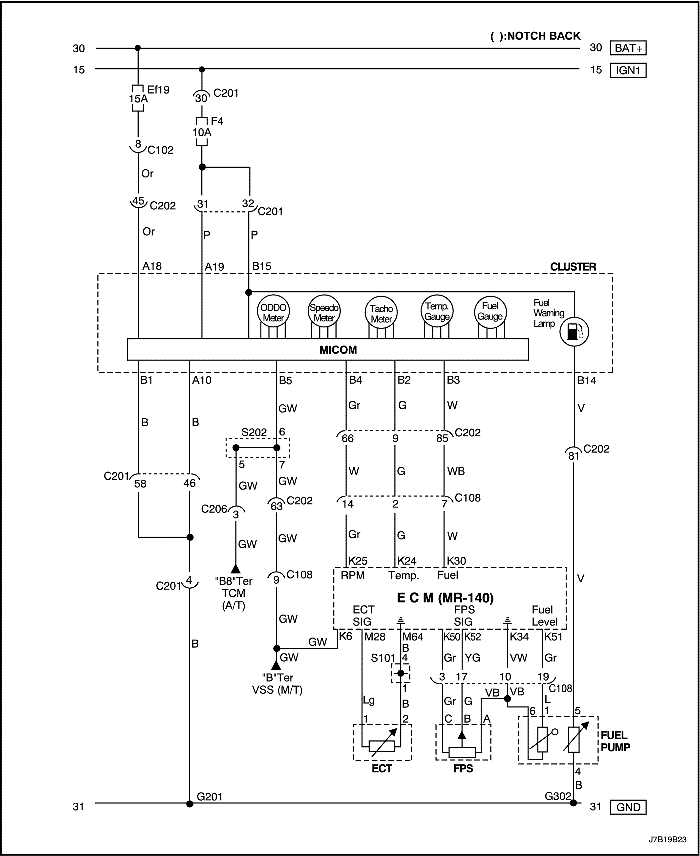 ( ):NOTCH BACK
30 30 BAT+
15 15 IGN1
Ef19
15A
30 C201
F4
10A
8 C102
Or
45 C202
31 32 C201
Or P P
A18 A19 B15 CLUSTER
ODDO Meter
Speedo Meter
Tacho Meter
Temp. Gauge
Fuel Gauge
Fuel Warning Lamp
MICOM
B1 A10 B5 B4 B2 B3 B14
GW Gr G W V
B B
S202 6
66 9 85 C202
81 C202
5 7
C201 58 46
GW GW W G WB
C206 3
63 C202
14 2 7 C108
GW GW Gr G W
"B8"Ter
TCM
(A/T)
9 C108
K25 K24 K30
RPM Temp. Fuel
V
C201 4
E C M (MR-140)
ECT SIG
FPS SIG
Fuel Level
GW
GW K6 M28 M64 K50 K52 K34 K51
B
GW
B
S101 4
Gr YG VW Gr
"B"Ter
VSS (M/T)
3 17 10 19 C108
1
Lg B Gr G VB VB L
1 2 C B A 6 1 5
ECT FPS FUEL PUMP
4
B
31 G201 G302 31 GND
J7B19B23